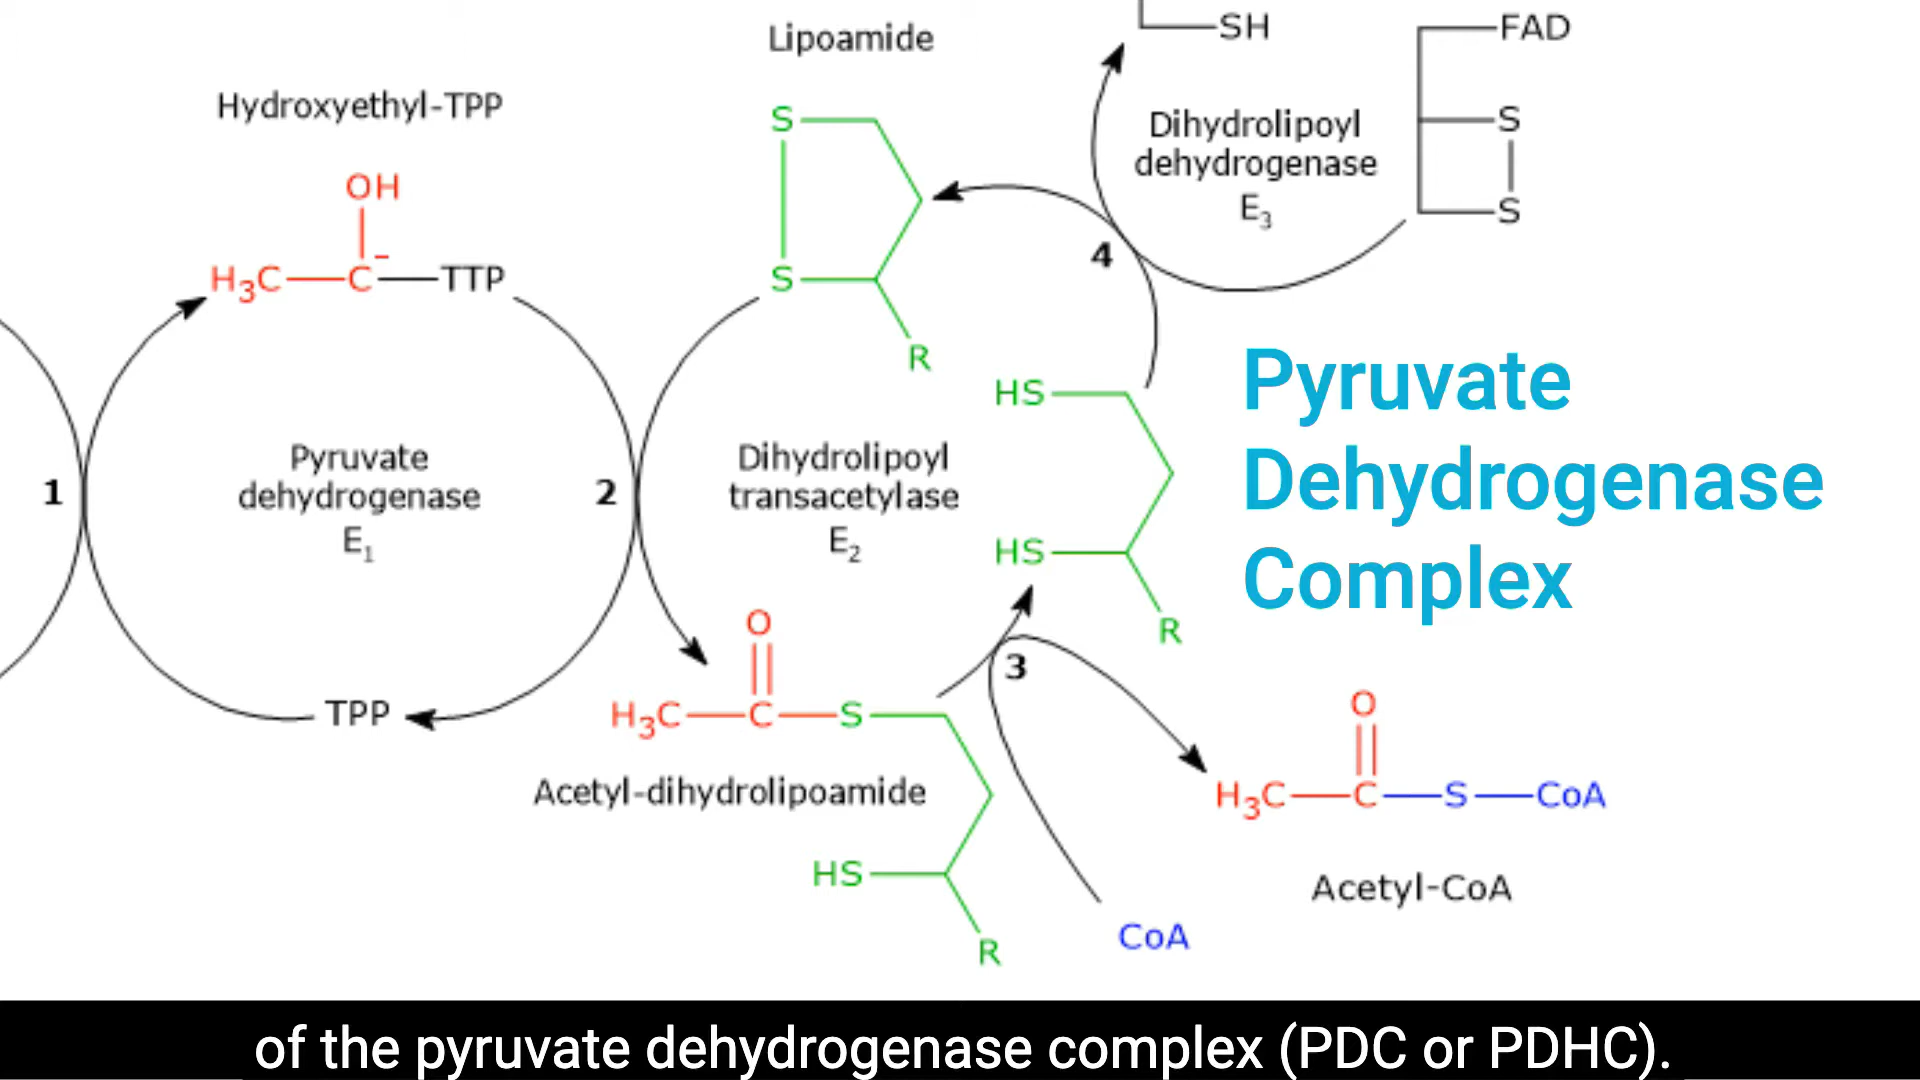 SH
FAD
Lipoamide
Hydroxyethyl-TPP
OH
H3C C- TTP
S
S
R
Dihydrolipoyl
dehydrogenase
E3
S
S
4
HS
HS
R
Pyruvate
Dehydrogenase
Complex
1
Pyruvate
dehydrogenase
E1
2
Dihydrolipoyl
transacetylase
E2
3
TPP
O
H3C C S
Acetyl-dihydrolipoamide
HS
R
O
H3C C S CoA
Acetyl-CoA
CoA
of the pyruvate dehydrogenase complex (PDC or PDHC).